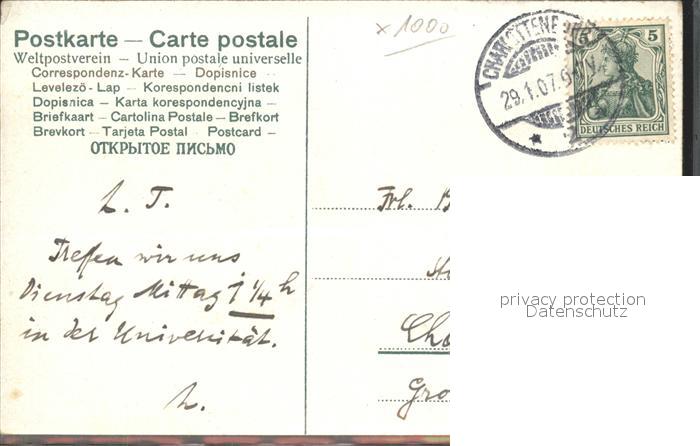 × 1000
Postkarte — Carte postale
Weltpostverein — Union postale universelle
Correspondenz-Karte — Dopisnice
Levelezö - Lap — Korespondencni listek
Dopisnica — Karta korespondencyjna —
Briefkaart — Cartolina Postale — Brefkort
Brevkort — Tarjeta Postal — Postcard —
ОТКРЫТОЕ ПИСЬМО
CHARLOTTENBURG
29.1.07.
5 5
DEUTSCHES REICH
L. T.
Treffen wir uns
Dienstag Mittag 1 1/4 h
in der Universität.
L.
Frl.
privacy protection
Datenschutz